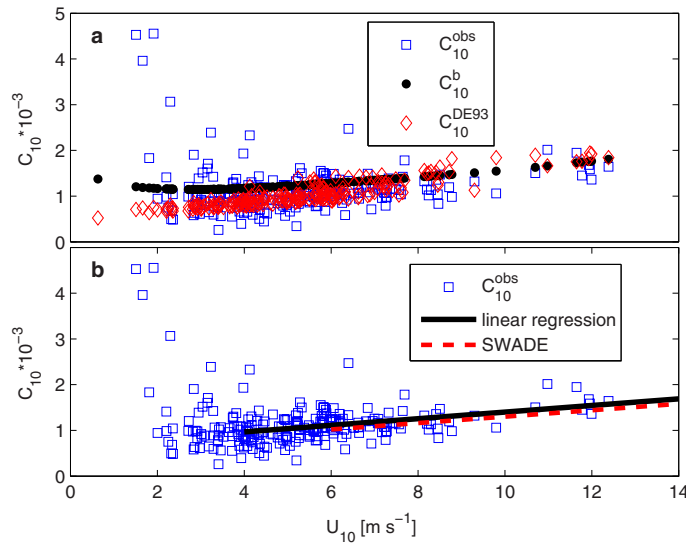 a
C₁₀ᵒᵇˢ
C₁₀ᵇ
C₁₀ᴰᴱ⁹³
5
4
3
2
1
0
C₁₀*10⁻³
b
C₁₀ᵒᵇˢ
linear regression
SWADE
4
3
2
1
0
C₁₀*10⁻³
0 2 4 6 8 10 12 14
U₁₀ [m s⁻¹]